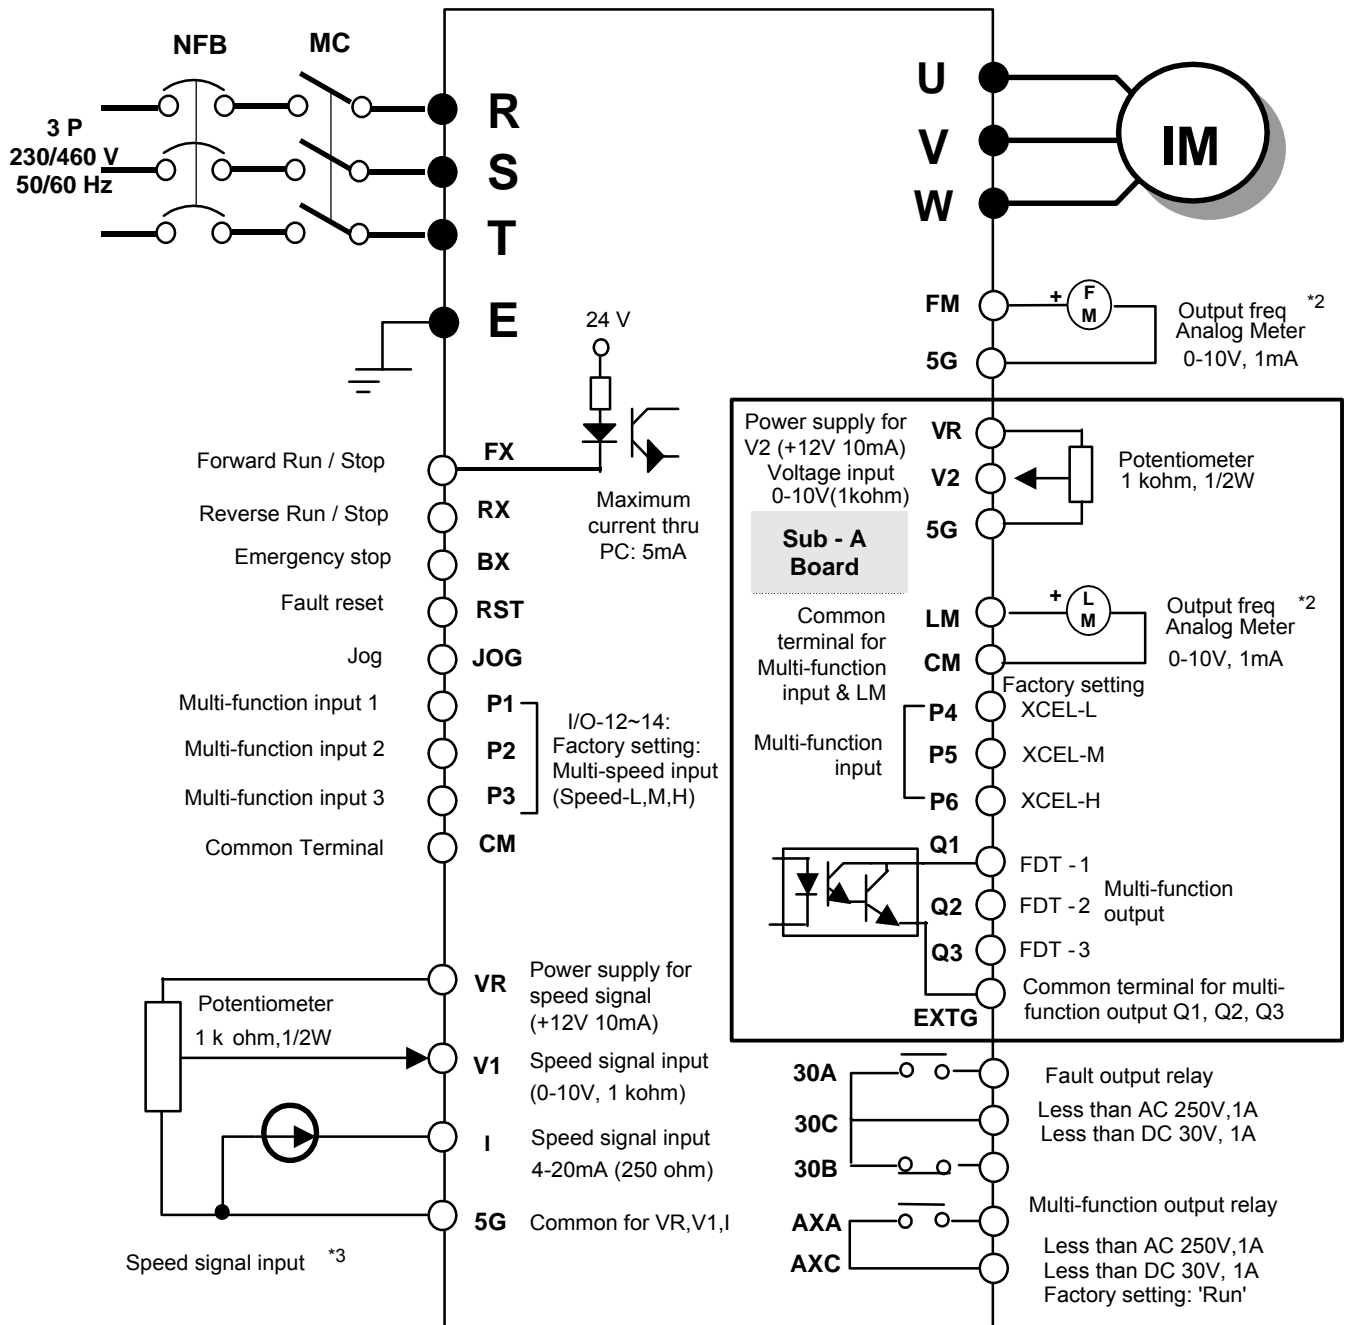 NFB
MC
3 P
230/460 V
50/60 Hz
R
S
T
E
U
V
W
IM
24 V
FM
5G
+
F
M
Output freq *2
Analog Meter
0-10V, 1mA
Forward Run / Stop
FX
Reverse Run / Stop
RX
Emergency stop
BX
Fault reset
RST
Jog
JOG
Multi-function input 1
P1
Multi-function input 2
P2
Multi-function input 3
P3
Common Terminal
CM
Maximum
current thru
PC: 5mA
I/O-12~14:
Factory setting:
Multi-speed input
(Speed-L,M,H)
Power supply for
V2 (+12V 10mA)
Voltage input
0-10V(1kohm)
VR
V2
5G
Potentiometer
1 kohm, 1/2W
Sub - A
Board
Common
terminal for
Multi-function
input & LM
LM
CM
+
L
M
Output freq *2
Analog Meter
0-10V, 1mA
Factory setting
P4
XCEL-L
Multi-function
input
P5
XCEL-M
P6
XCEL-H
Q1
FDT - 1
Q2
FDT - 2
Q3
FDT - 3
Multi-function
output
EXTG
Common terminal for multi-
function output Q1, Q2, Q3
Potentiometer
1 k ohm,1/2W
VR
Power supply for
speed signal
(+12V 10mA)
V1
Speed signal input
(0-10V, 1 kohm)
I
Speed signal input
4-20mA (250 ohm)
5G
Common for VR,V1,I
Speed signal input *3
30A
30C
30B
Fault output relay
Less than AC 250V,1A
Less than DC 30V, 1A
AXA
AXC
Multi-function output relay
Less than AC 250V,1A
Less than DC 30V, 1A
Factory setting: 'Run'